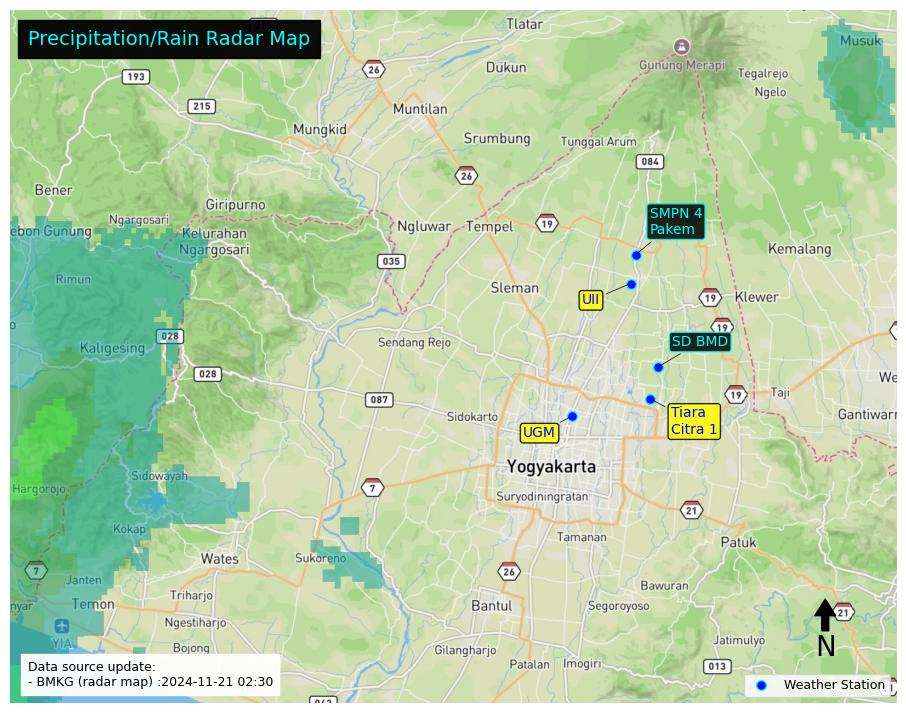 Precipitation/Rain Radar Map
Tlatar
Musuk
193
26
Dukun
Gunung Merapi
Tegalrejo
Ngelo
215
Muntilan
Mungkid
Srumbung
Tunggal Arum
084
26
Bener
Giripurno
SMPN 4
Pakem
Ngargosari
Ngluwar
Tempel
19
ebon Gunung
Kelurahan
Ngargosari
Kemalang
035
Rimun
Sleman
UII
19
Klewer
19
028
Sendang Rejo
SD BMD
Kaligesing
028
087
19
Taji
We
Sidokarto
Tiara
Citra 1
Gantiwar
UGM
Yogyakarta
Sidowayah
Hargorojo
7
Suryodiningratan
21
Kokap
Tamanan
Patuk
Wates
Sukoreno
7
26
Janten
Bawuran
Triharjo
nyar
Temon
Bantul
Segoroyoso
21
Ngestiharjo
YIA
Jatimulyo
Bojong
Gilangharjo
N
Data source update:
- BMKG (radar map) :2024-11-21 02:30
Patalan
Imogiri
013
Weather Station